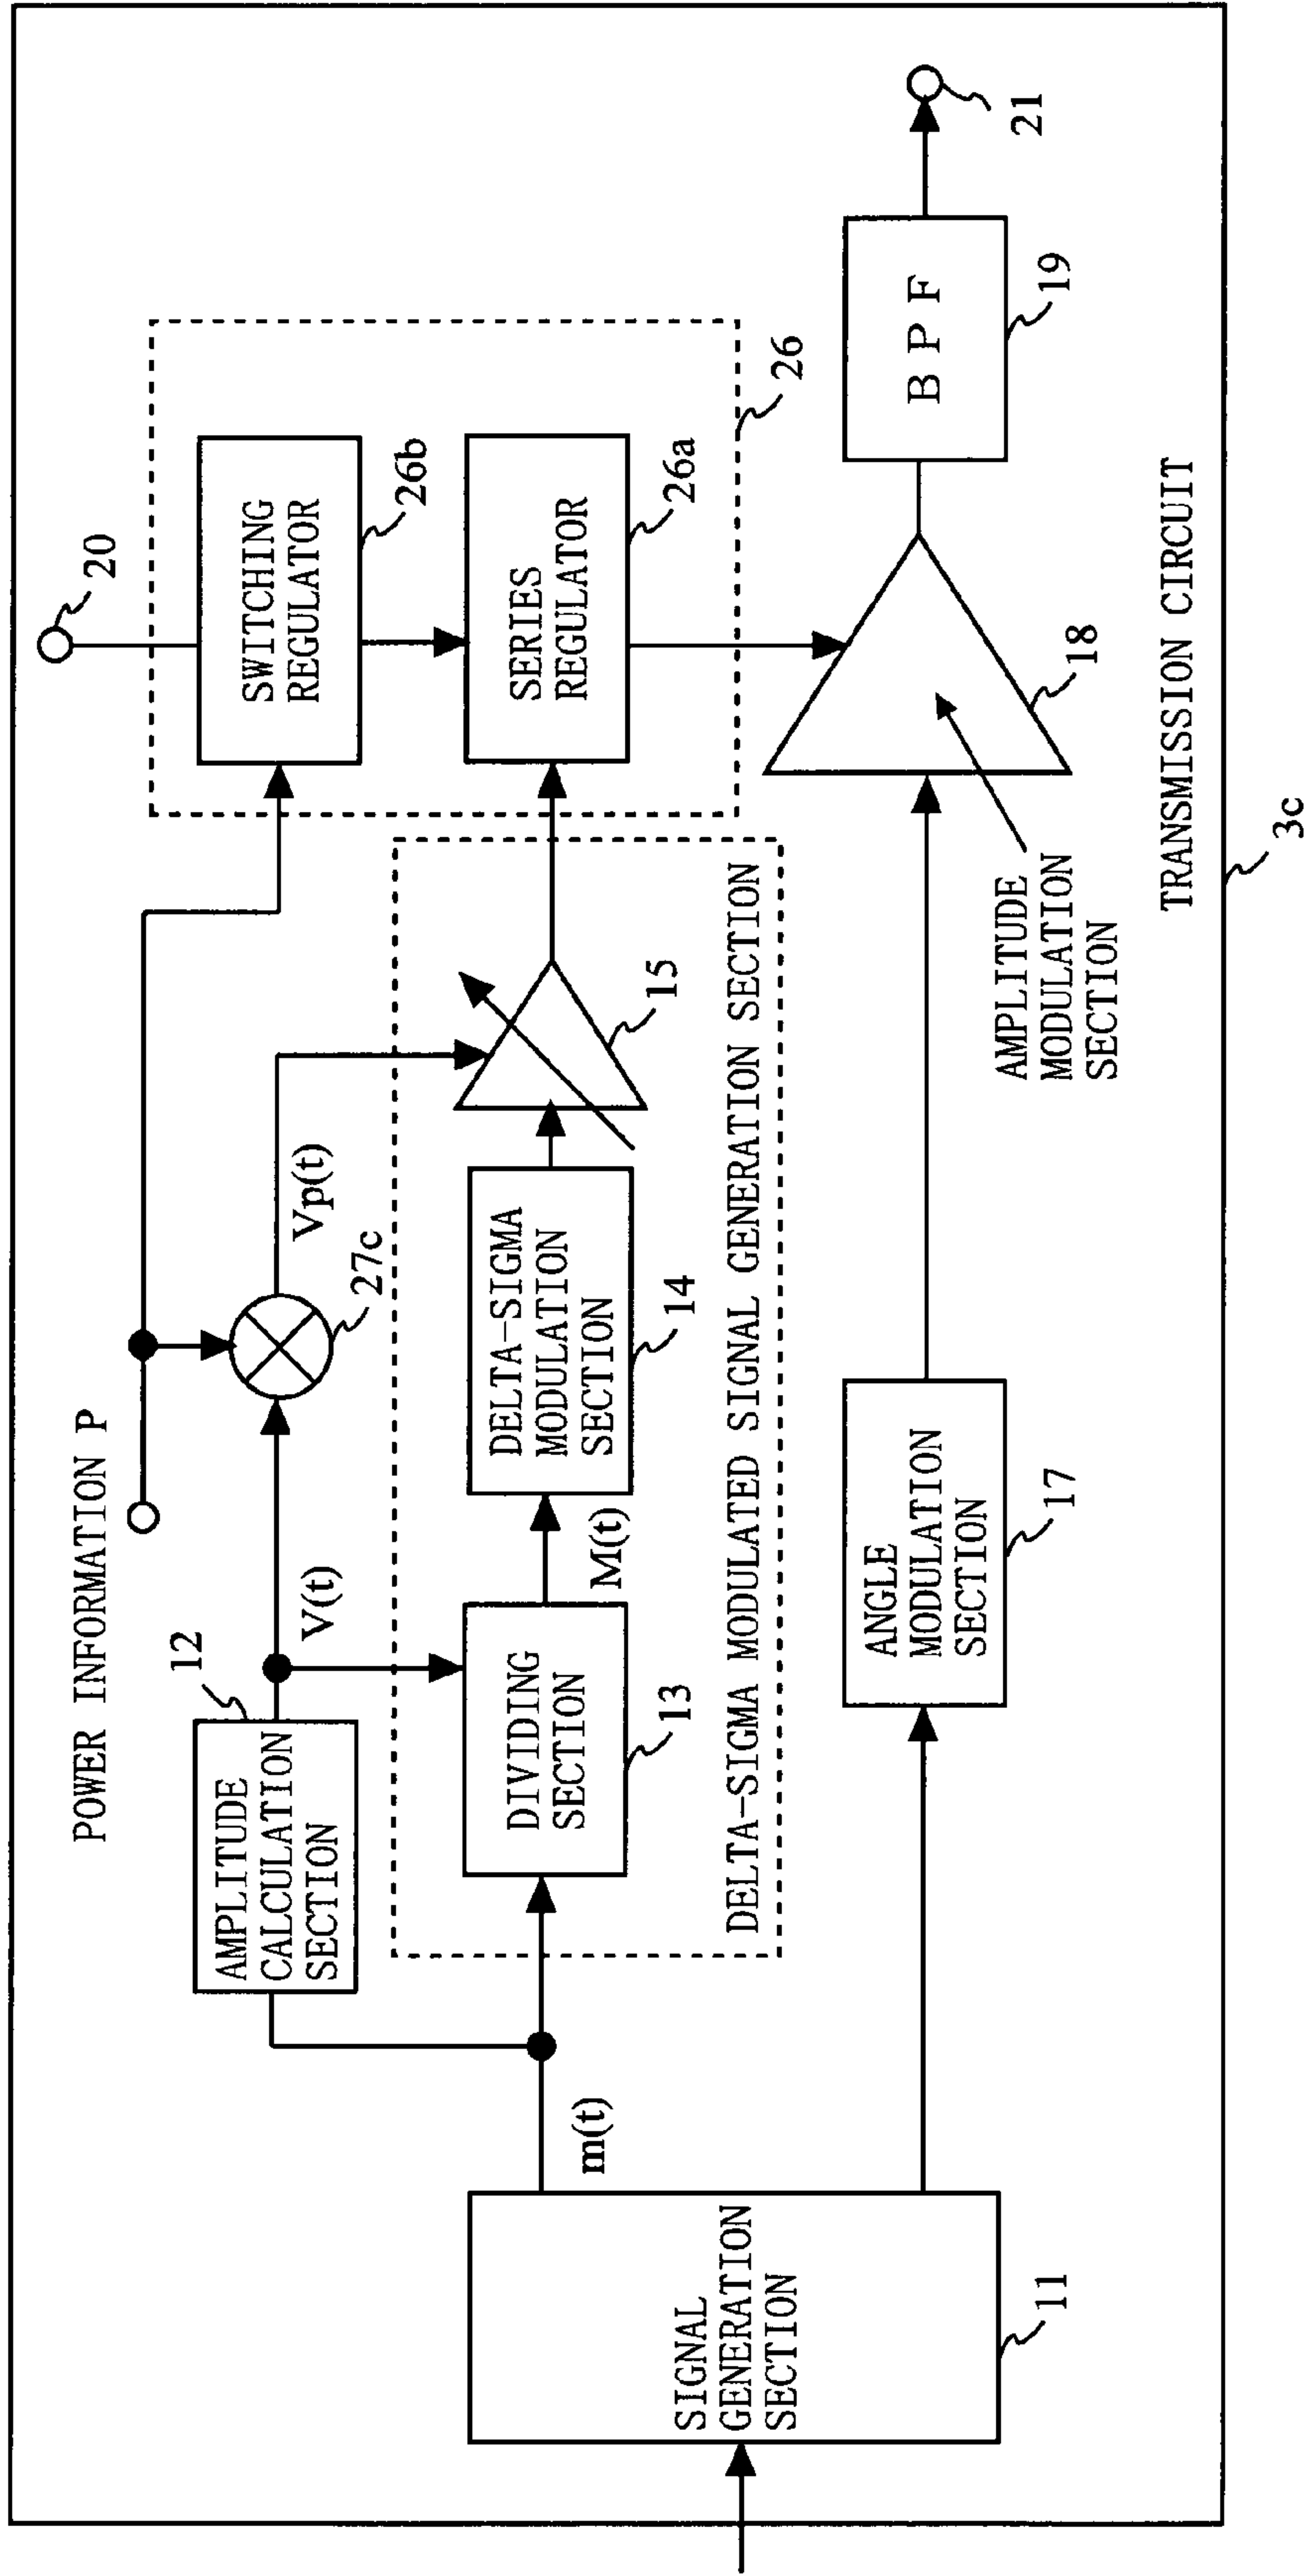 POWER INFORMATION P
20
12
AMPLITUDE
CALCULATION
SECTION
V(t)
27c
Vp(t)
SWITCHING
REGULATOR
26b
m(t)
DIVIDING
SECTION
13
M(t)
DELTA-SIGMA
MODULATION
SECTION
14
15
SERIES
REGULATOR
26a
26
DELTA-SIGMA MODULATED SIGNAL GENERATION SECTION
SIGNAL
GENERATION
SECTION
11
ANGLE
MODULATION
SECTION
17
AMPLITUDE
MODULATION
SECTION
18
B P F
19
21
TRANSMISSION CIRCUIT
3c